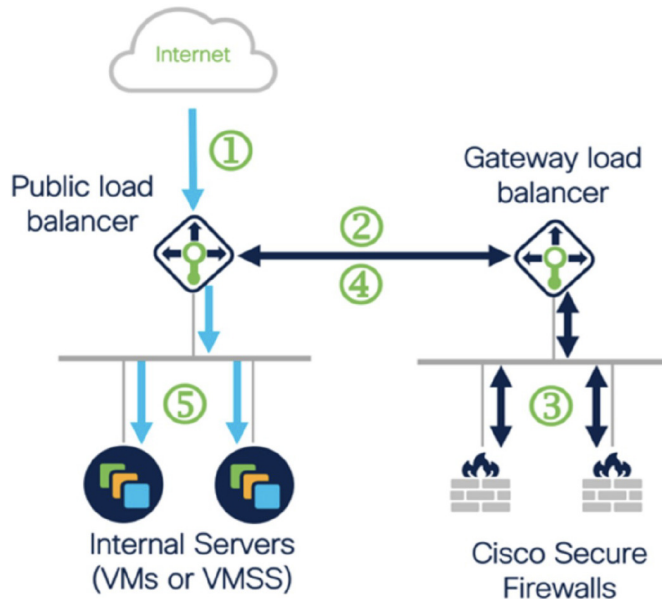 Internet
①
Public load
balancer
Gateway load
balancer
②
④
⑤
③
Internal Servers
(VMs or VMSS)
Cisco Secure
Firewalls